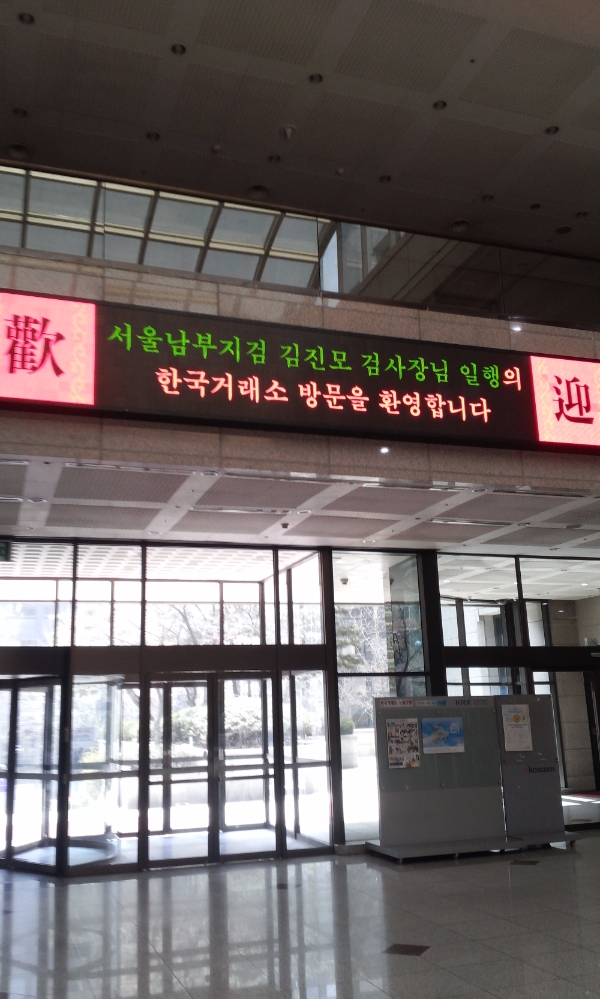 歡
서울남부지검 김진모 검사장님 일행의
한국거래소 방문을 환영합니다
迎
koscom